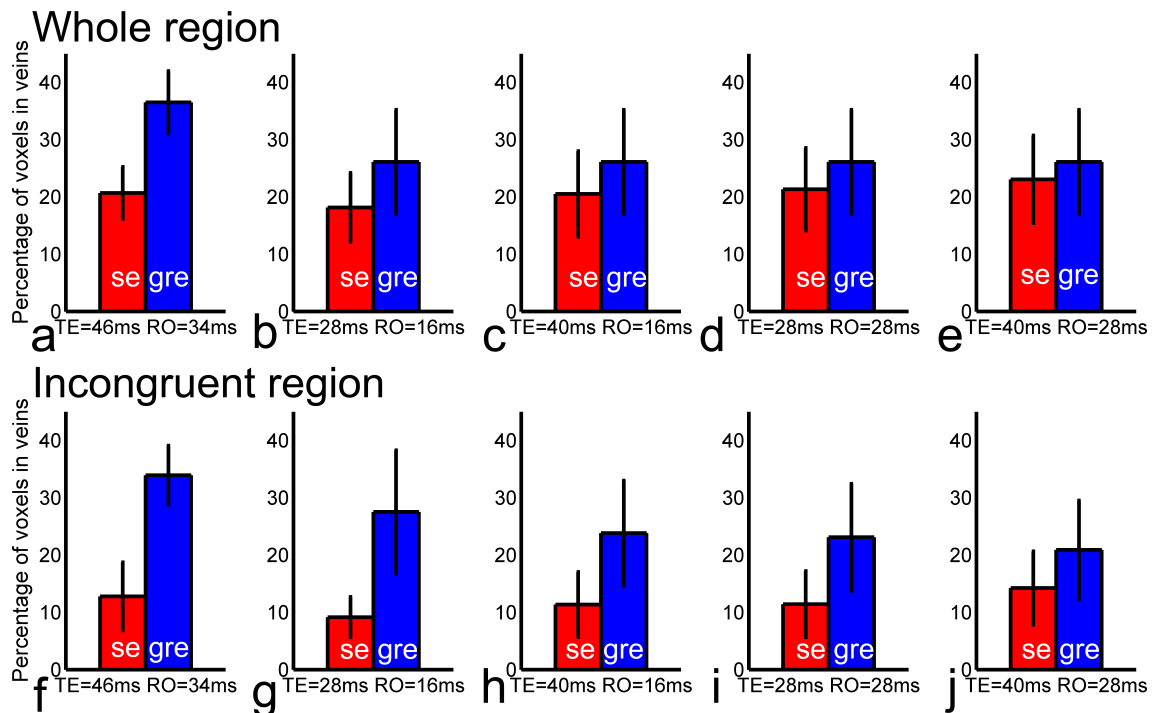 Whole region
Percentage of voxels in veins
40 40 40 40 40
30 30 30 30 30
20 20 20 20 20
10 10 10 10 10
se gre se gre se gre se gre se gre
0 0 0 0 0
TE=46ms RO=34ms TE=28ms RO=16ms TE=40ms RO=16ms TE=28ms RO=28ms TE=40ms RO=28ms
a b c d e
Incongruent region
Percentage of voxels in veins
40 40 40 40 40
30 30 30 30 30
20 20 20 20 20
10 10 10 10 10
se gre se gre se gre se gre se gre
0 0 0 0 0
TE=46ms RO=34ms TE=28ms RO=16ms TE=40ms RO=16ms TE=28ms RO=28ms TE=40ms RO=28ms
f g h i j